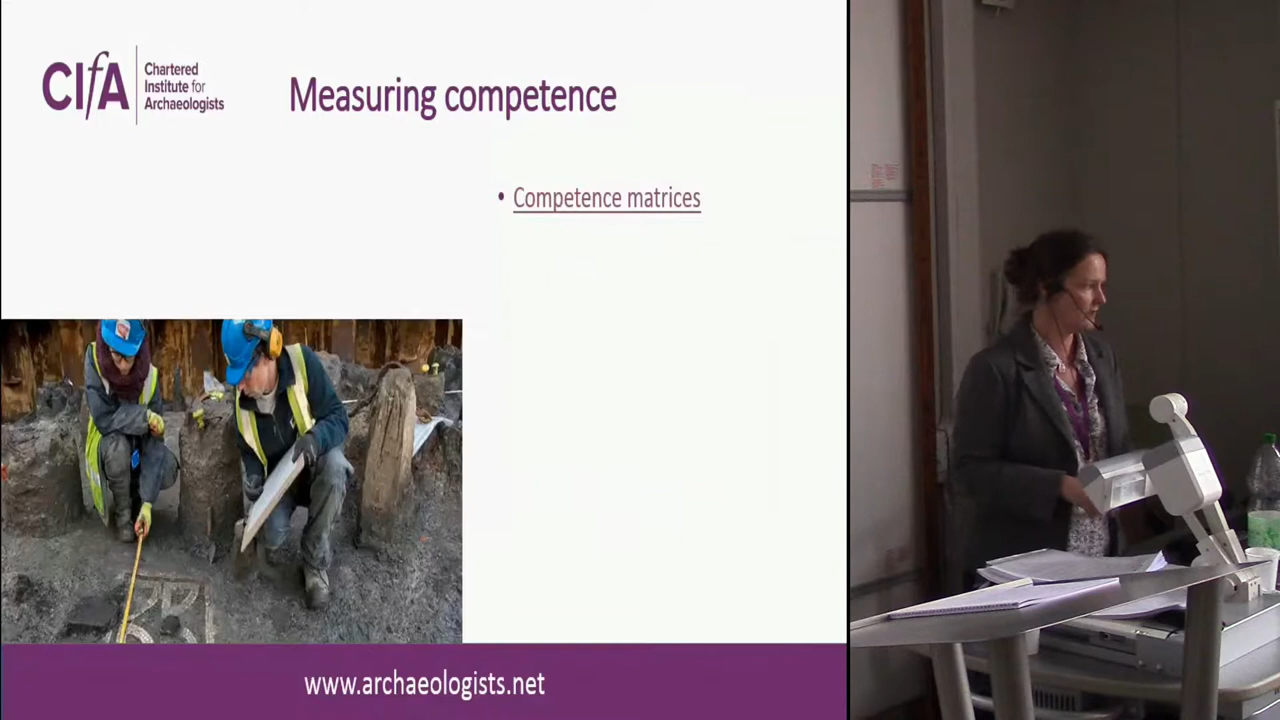 CIfA
Chartered
Institute for
Archaeologists
Measuring competence
• Competence matrices
www.archaeologists.net